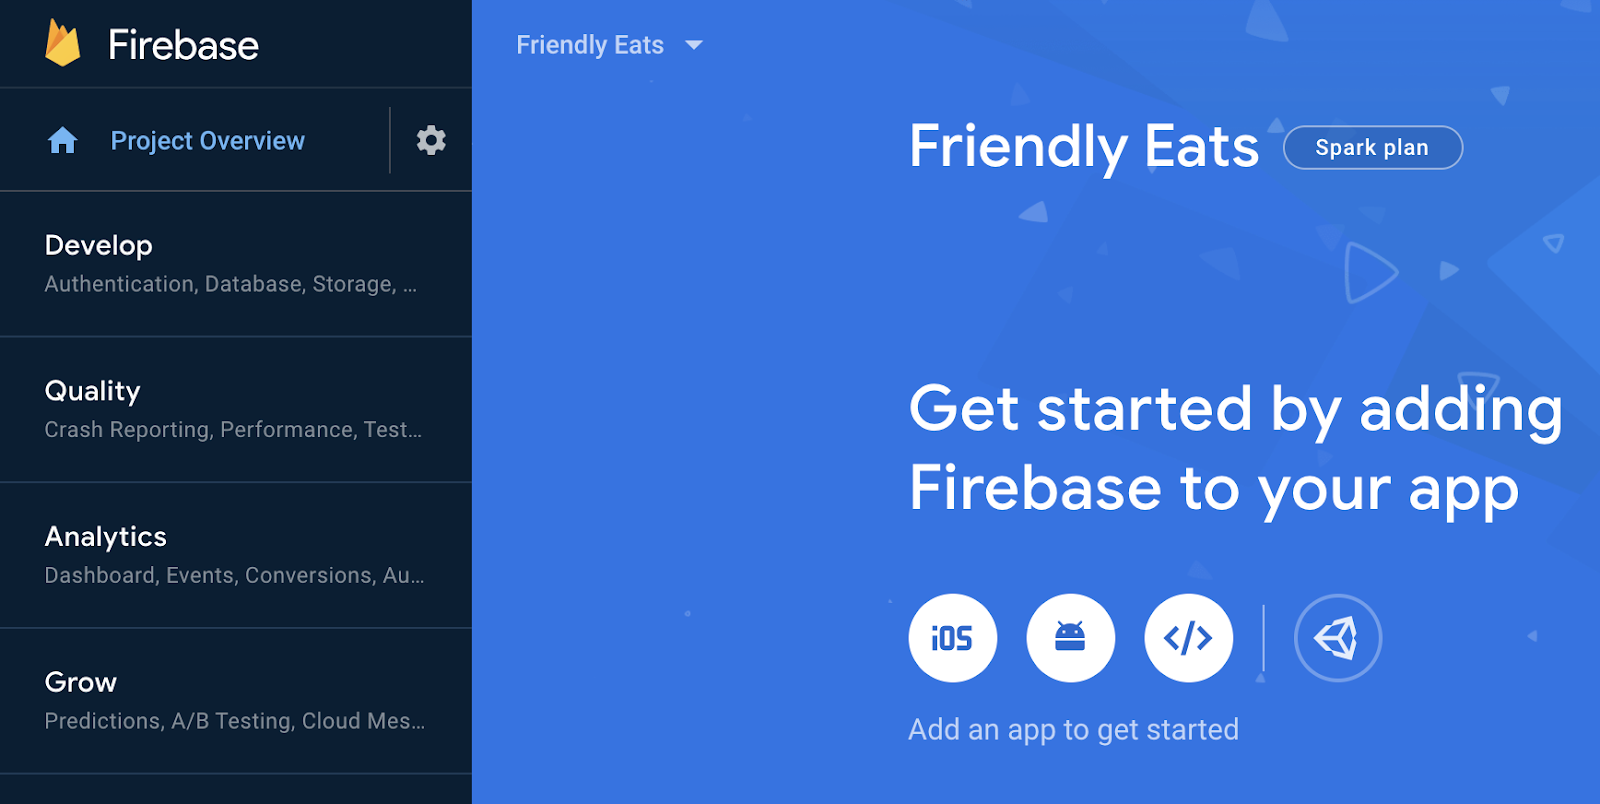 Firebase
Project Overview
Develop
Authentication, Database, Storage, ...
Quality
Crash Reporting, Performance, Test...
Analytics
Dashboard, Events, Conversions, Au...
Grow
Predictions, A/B Testing, Cloud Mes...
Friendly Eats
Friendly Eats Spark plan
Get started by adding
Firebase to your app
iOS
</>
Add an app to get started